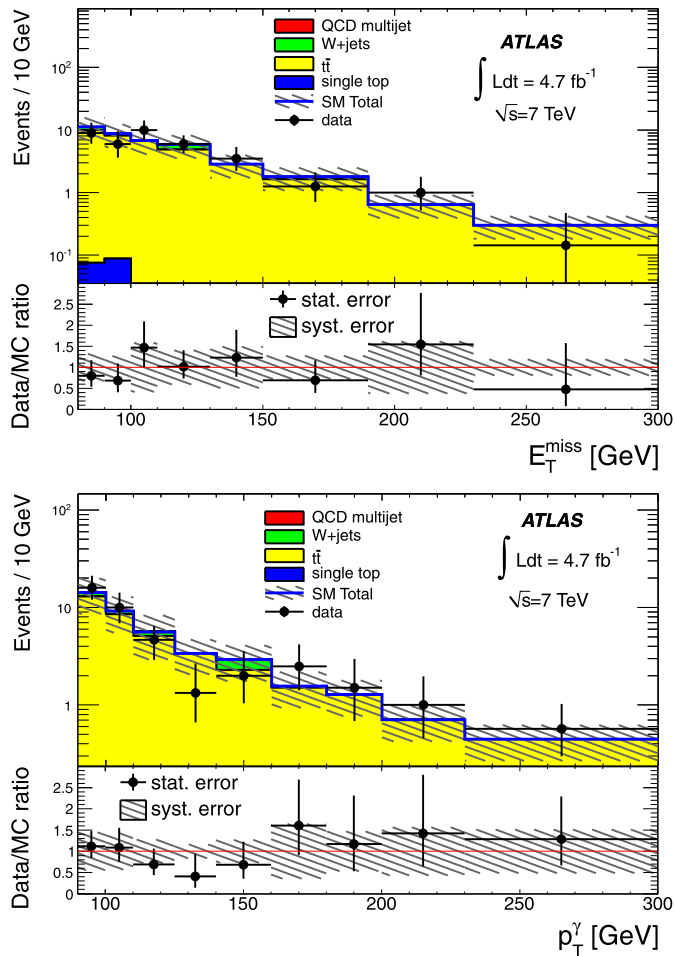 Events / 10 GeV
QCD multijet
W+jets
tt̄
single top
SM Total
data
ATLAS
∫ Ldt = 4.7 fb⁻¹
√s=7 TeV
10²
10
1
10⁻¹
Data/MC ratio
stat. error
syst. error
2.5
2
1.5
1
0.5
0
100 150 200 250 300
E_T^miss [GeV]
Events / 10 GeV
QCD multijet
W+jets
tt̄
single top
SM Total
data
ATLAS
∫ Ldt = 4.7 fb⁻¹
√s=7 TeV
10²
10
1
Data/MC ratio
stat. error
syst. error
2.5
2
1.5
1
0.5
0
100 150 200 250 300
p_T^γ [GeV]